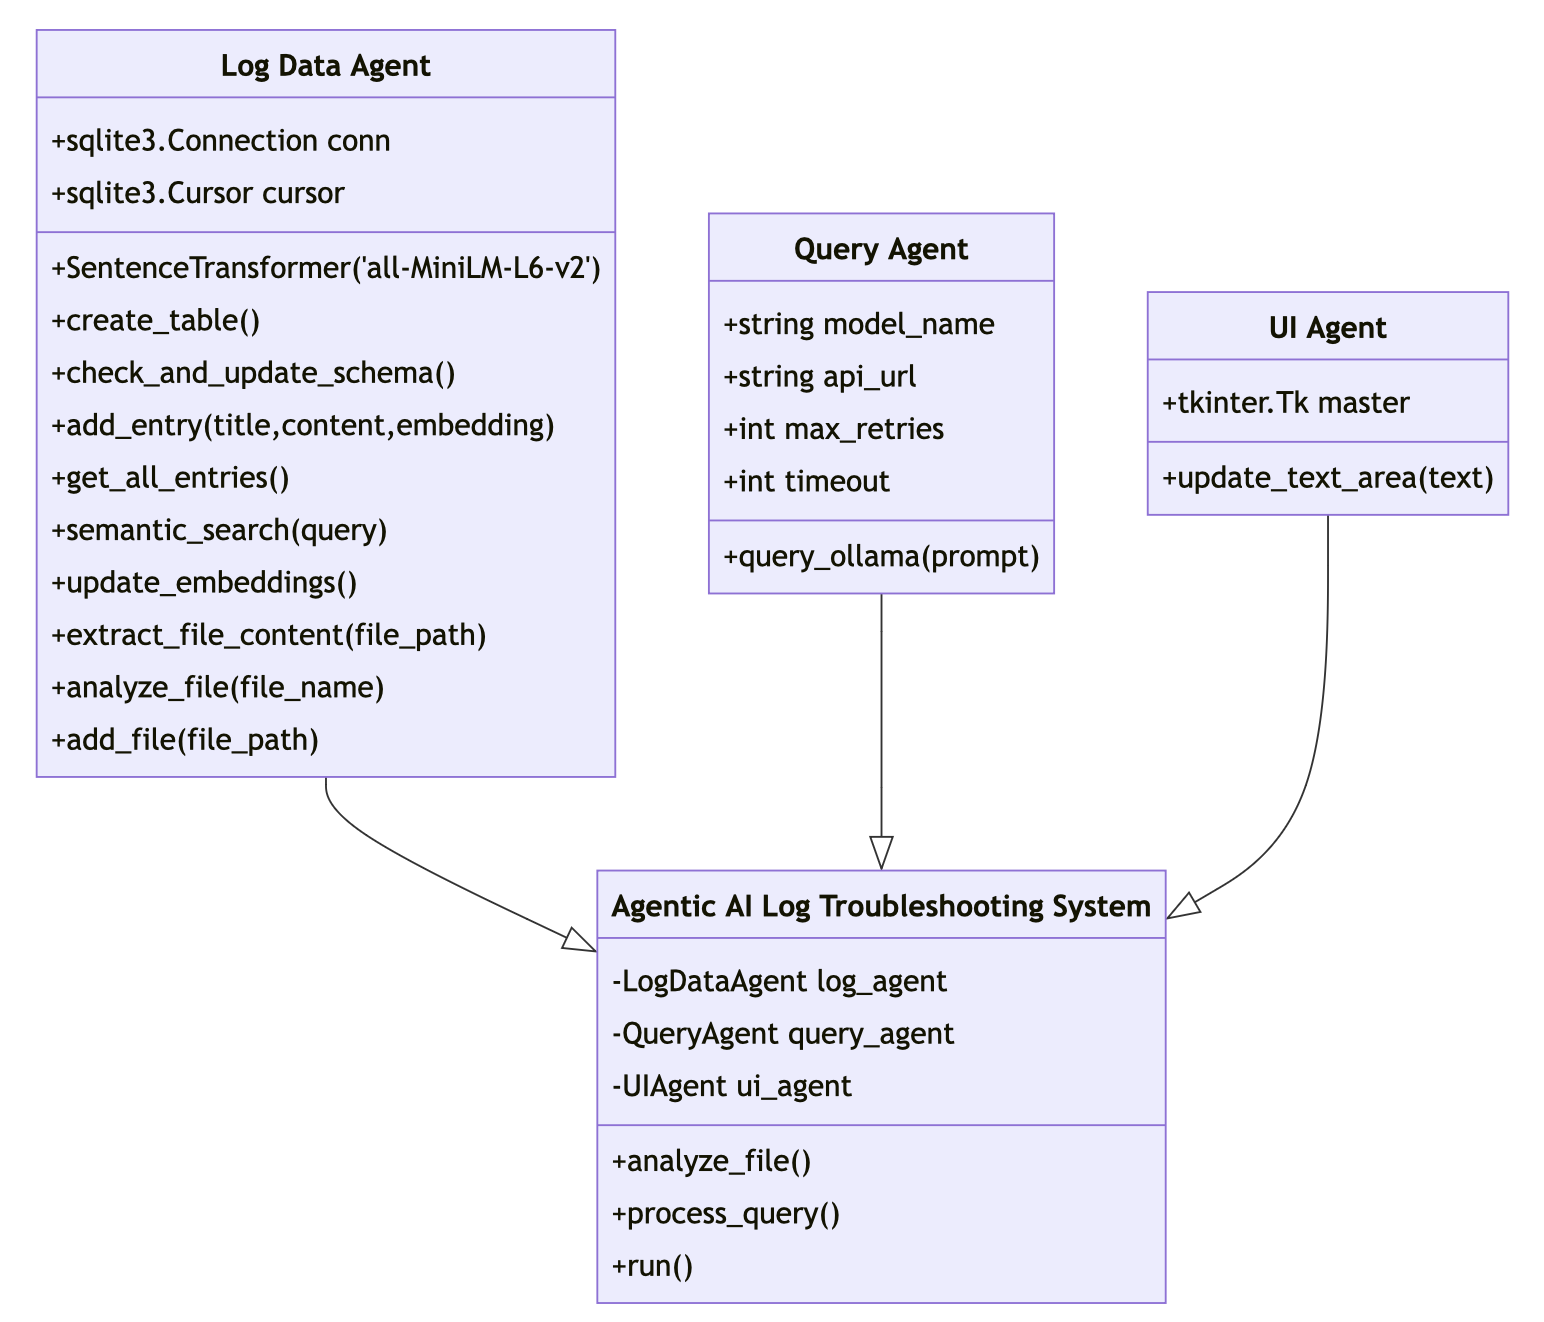 Log Data Agent
+sqlite3.Connection conn
+sqlite3.Cursor cursor
+SentenceTransformer('all-MiniLM-L6-v2')
+create_table()
+check_and_update_schema()
+add_entry(title,content,embedding)
+get_all_entries()
+semantic_search(query)
+update_embeddings()
+extract_file_content(file_path)
+analyze_file(file_name)
+add_file(file_path)
Query Agent
+string model_name
+string api_url
+int max_retries
+int timeout
+query_ollama(prompt)
UI Agent
+tkinter.Tk master
+update_text_area(text)
Agentic AI Log Troubleshooting System
-LogDataAgent log_agent
-QueryAgent query_agent
-UIAgent ui_agent
+analyze_file()
+process_query()
+run()